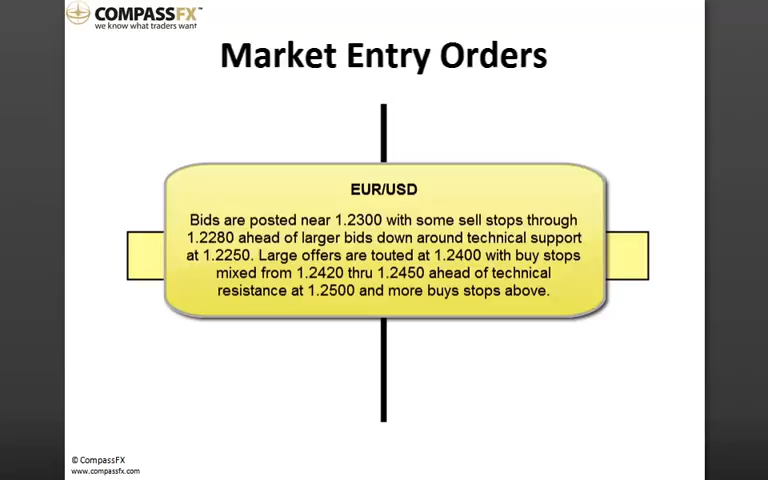 COMPASSFX™
we know what traders want
Market Entry Orders
EUR/USD
Bids are posted near 1.2300 with some sell stops through
1.2280 ahead of larger bids down around technical support
at 1.2250. Large offers are touted at 1.2400 with buy stops
mixed from 1.2420 thru 1.2450 ahead of technical
resistance at 1.2500 and more buys stops above.
© CompassFX
www.compassfx.com